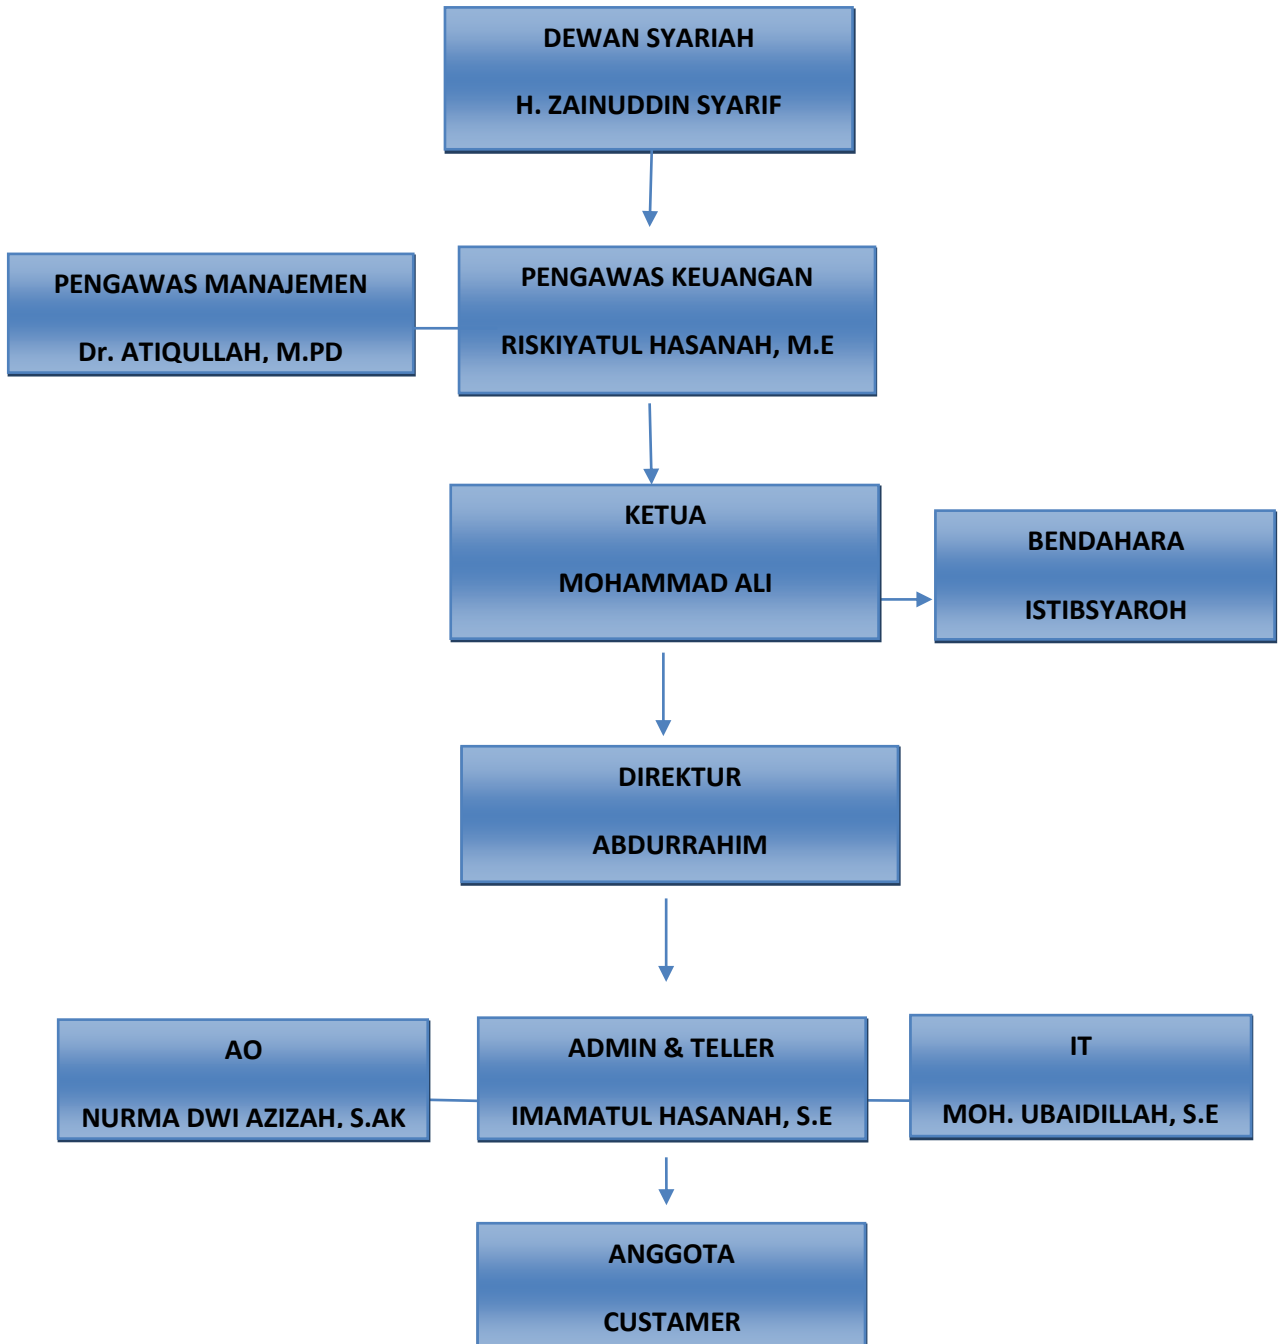 DEWAN SYARIAH
H. ZAINUDDIN SYARIF
PENGAWAS MANAJEMEN
Dr. ATIQULLAH, M.PD
PENGAWAS KEUANGAN
RISKIYATUL HASANAH, M.E
KETUA
MOHAMMAD ALI
BENDAHARA
ISTIBSYAROH
DIREKTUR
ABDURRAHIM
AO
NURMA DWI AZIZAH, S.AK
ADMIN & TELLER
IMAMATUL HASANAH, S.E
IT
MOH. UBAIDILLAH, S.E
ANGGOTA
CUSTAMER